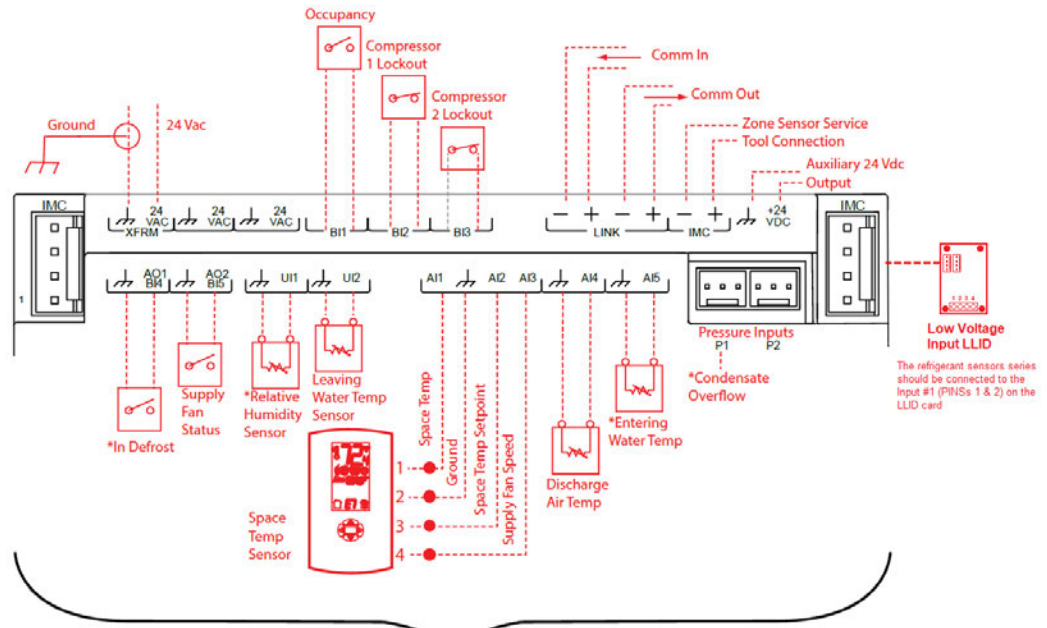 Occupancy
Compressor
1 Lockout
Compressor
2 Lockout
Comm In
Comm Out
Zone Sensor Service
Tool Connection
Auxiliary 24 Vdc
Output
Ground
24 Vac
IMC
24
VAC
24
VAC
24
VAC
XFRM
BI1
BI2
BI3
− + − +
LINK
− +
IMC
+24
VDC
IMC
1
AO1
BI4
AO2
BI5
UI1
UI2
AI1
AI2
AI3
AI4
AI5
Pressure Inputs
P1
P2
*Condensate
Overflow
1 2 3 4
Low Voltage
Input LLID
The refrigerant sensors series
should be connected to the
Input #1 (PINSs 1 & 2) on the
LLID card
*In Defrost
Supply
Fan
Status
*Relative
Humidity
Sensor
Leaving
Water Temp
Sensor
Space Temp
Ground
Space Temp Setpoint
Supply Fan Speed
Discharge
Air Temp
*Entering
Water Temp
Space
Temp
Sensor
1
2
3
4